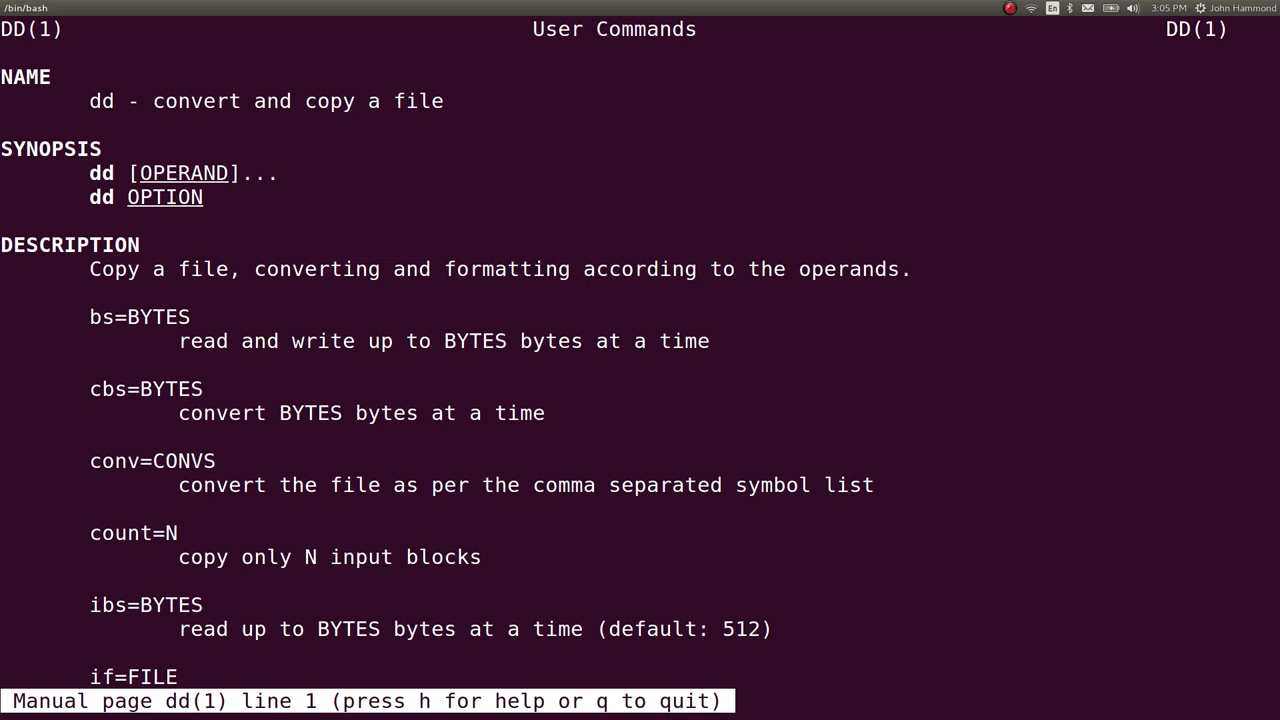 /bin/bash En 3:05 PM John Hammond
DD(1) User Commands DD(1)
NAME
dd - convert and copy a file
SYNOPSIS
dd [OPERAND]...
dd OPTION
DESCRIPTION
Copy a file, converting and formatting according to the operands.
bs=BYTES
read and write up to BYTES bytes at a time
cbs=BYTES
convert BYTES bytes at a time
conv=CONVS
convert the file as per the comma separated symbol list
count=N
copy only N input blocks
ibs=BYTES
read up to BYTES bytes at a time (default: 512)
if=FILE
Manual page dd(1) line 1 (press h for help or q to quit)